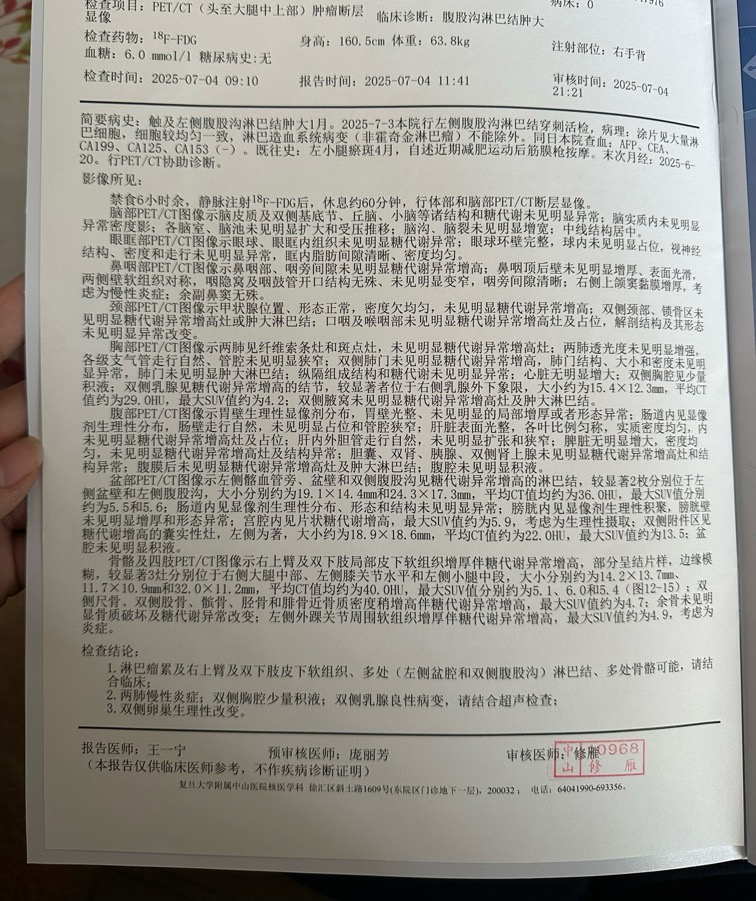 检查项目：PET/CT（头至大腿中上部）肿瘤断层
显像
临床诊断：腹股沟淋巴结肿大
病床：0
检查药物：¹⁸F-FDG
身高：160.5cm 体重：63.8kg
注射部位：右手背
血糖：6.0 mmol/l 糖尿病史：无
检查时间：2025-07-04 09:10
报告时间：2025-07-04 11:41
审核时间：2025-07-04
21:21
简要病史：触及左侧腹股沟淋巴结肿大1月。2025-7-3本院行左侧腹股沟淋巴结穿刺活检，病理：涂片见大量淋
巴细胞，细胞较均匀一致，淋巴造血系统病变（非霍奇金淋巴瘤）不能除外。同日本院查血：AFP、CEA、
CA199、CA125、CA153（-）。既往史：左小腿瘀斑4月，自述近期减肥运动后筋膜枪按摩。末次月经：2025-6-
20。行PET/CT协助诊断。
影像所见：
禁食6小时余，静脉注射¹⁸F-FDG后，休息约60分钟，行体部和脑部PET/CT断层显像。
脑部PET/CT图像示脑皮质及双侧基底节、丘脑、小脑等诸结构和糖代谢未见明显异常；脑实质内未见明显
异常密度影；各脑室、脑池未见明显扩大和受压推移；脑沟、脑裂未见明显增宽；中线结构居中。
眼眶部PET/CT图像示眼球、眼眶内组织未见明显糖代谢异常；眼球环壁完整，球内未见明显占位，视神经
结构、密度和走行未见明显异常，眶内脂肪间隙清晰、密度均匀。
鼻咽部PET/CT图像示鼻咽部、咽旁间隙未见明显糖代谢异常增高；鼻咽顶后壁未见明显增厚、表面光滑，
两侧壁软组织对称，咽隐窝及咽鼓管开口结构无殊、未见明显变窄，咽旁间隙清晰；右侧上颌窦黏膜增厚，考
虑为慢性炎症；余副鼻窦无殊。
颈部PET/CT图像示甲状腺位置、形态正常，密度欠均匀，未见明显糖代谢异常增高；双侧颈部、锁骨区未
见明显糖代谢异常增高灶或肿大淋巴结；口咽及喉咽部未见明显糖代谢异常增高灶及占位，解剖结构及其形态
未见明显异常改变。
胸部PET/CT图像示两肺见纤维索条灶和斑点灶，未见明显糖代谢异常增高灶；两肺透光度未见明显增强，
各级支气管走行自然、管腔未见明显狭窄；双侧肺门未见明显糖代谢异常增高，肺门结构、大小和密度未见明
显异常，肺门未见明显肿大淋巴结；纵隔组成结构和糖代谢未见明显异常；心脏无明显增大；双侧胸腔见少量
积液；双侧乳腺见糖代谢异常增高的结节，较显著者位于右侧乳腺外下象限，大小约为15.4×12.3mm，平均CT
值约为29.0HU，最大SUV值约为4.2；双侧腋窝未见明显糖代谢异常增高灶及肿大淋巴结。
腹部PET/CT图像示胃壁生理性显像剂分布，胃壁光整、未见明显的局部增厚或者形态异常；肠道内见显像
剂生理性分布，肠壁走行自然，未见明显占位和管腔狭窄；肝脏表面光整，各叶比例匀称，实质密度均匀，内
未见明显糖代谢异常增高灶及占位；肝内外胆管走行自然，未见明显扩张和狭窄；脾脏无明显增大，密度均
匀，未见明显糖代谢异常增高灶及结构异常；胆囊、双肾、胰腺、双侧肾上腺未见明显糖代谢异常增高灶和结
构异常；腹膜后未见明显糖代谢异常增高灶及肿大淋巴结；腹腔未见明显积液。
盆部PET/CT图像示左侧髂血管旁、盆壁和双侧腹股沟见糖代谢异常增高的淋巴结，较显著2枚分别位于左
侧盆壁和左侧腹股沟，大小分别约为19.1×14.4mm和24.3×17.3mm，平均CT值均约为36.0HU，最大SUV值分别
约为5.5和5.6；肠道内见显像剂生理性分布、形态和结构未见明显异常；膀胱内见显像剂生理性积聚，膀胱壁
未见明显增厚和形态异常；宫腔内见片状糖代谢增高，最大SUV值约为5.9，考虑为生理性摄取；双侧附件区见
糖代谢异常增高的囊实性灶，左侧为著，大小约为18.9×18.6mm，平均CT值约为22.0HU，最大SUV值约为13.5；盆
腔未见明显积液。
骨骼及四肢PET/CT图像示右上臂及双下肢局部皮下软组织增厚伴糖代谢异常增高，部分呈结片样，边缘模
糊，较显著3灶分别位于右侧大腿中部、左侧膝关节水平和左侧小腿中段，大小分别约为14.2×13.7mm、
11.7×10.9mm和32.0×11.2mm，平均CT值均约为40.0HU，最大SUV值分别约为5.1、6.0和5.4（图12-15）；双
侧尺骨、双侧股骨、髌骨、胫骨和腓骨近骨质密度稍增高伴糖代谢异常增高，最大SUV值约为4.7；余骨未见明
显骨质破坏及糖代谢异常改变；左侧外踝关节周围软组织增厚伴糖代谢异常增高，最大SUV值约为4.9，考虑为
炎症。
检查结论：
1.淋巴瘤累及右上臂及双下肢皮下软组织、多处（左侧盆腔和双侧腹股沟）淋巴结、多处骨骼可能，请结
合临床；
2.两肺慢性炎症；双侧胸腔少量积液；双侧乳腺良性病变，请结合超声检查；
3.双侧卵巢生理性改变。
报告医师：王一宁
预审核医师：庞丽芳
审核医师：修雁
中山 0968 修雁
（本报告仅供临床医师参考，不作疾病诊断证明）
复旦大学附属中山医院核医学科 徐汇区斜土路1609号(东院区门诊地下一层)，200032； 电话：64041990-693356。